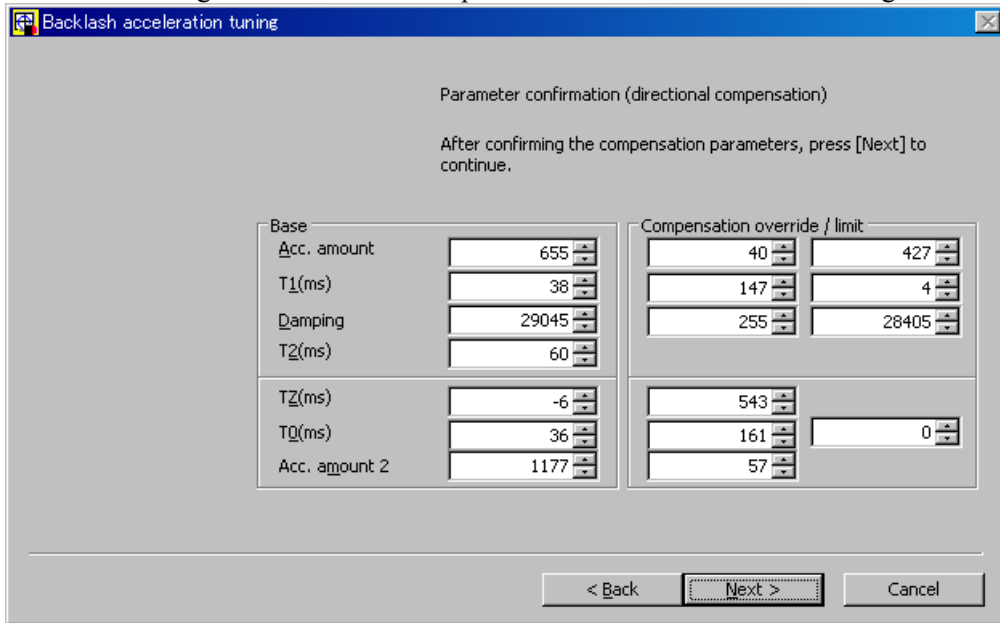 Backlash acceleration tuning
Parameter confirmation (directional compensation)
After confirming the compensation parameters, press [Next] to
continue.
Base
Compensation override / limit
Acc. amount 655 40 427
T1(ms) 38 147 4
Damping 29045 255 28405
T2(ms) 60
TZ(ms) -6 543
T0(ms) 36 161 0
Acc. amount 2 1177 57
< Back Next > Cancel